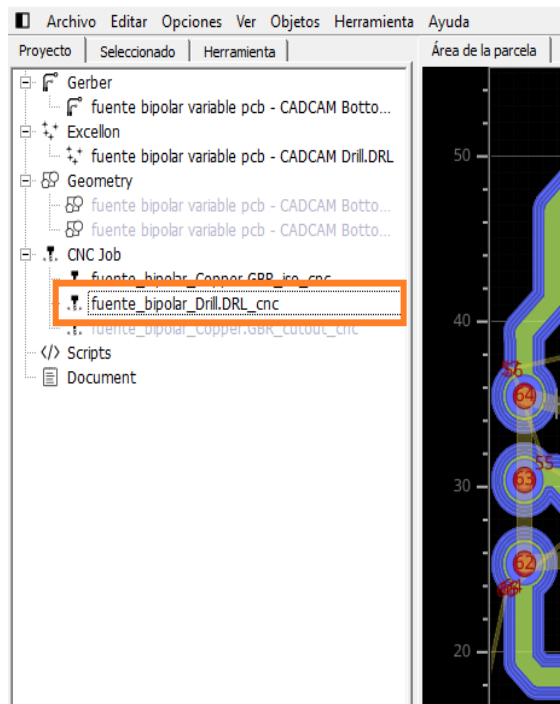 Archivo Editar Opciones Ver Objetos Herramienta Ayuda
Proyecto Seleccionado Herramienta Área de la parcela
Gerber
fuente bipolar variable pcb - CADCAM Botto...
Excellon
fuente bipolar variable pcb - CADCAM Drill.DRL
Geometry
fuente bipolar variable pcb - CADCAM Botto...
fuente bipolar variable pcb - CADCAM Botto...
CNC Job
fuente_bipolar_Copper.GBR_iso_cnc
fuente_bipolar_Drill.DRL_cnc
fuente_bipolar_Copper.GBR_cutout_cnc
Scripts
Document
50
40
56
64
55
30
63
62
20